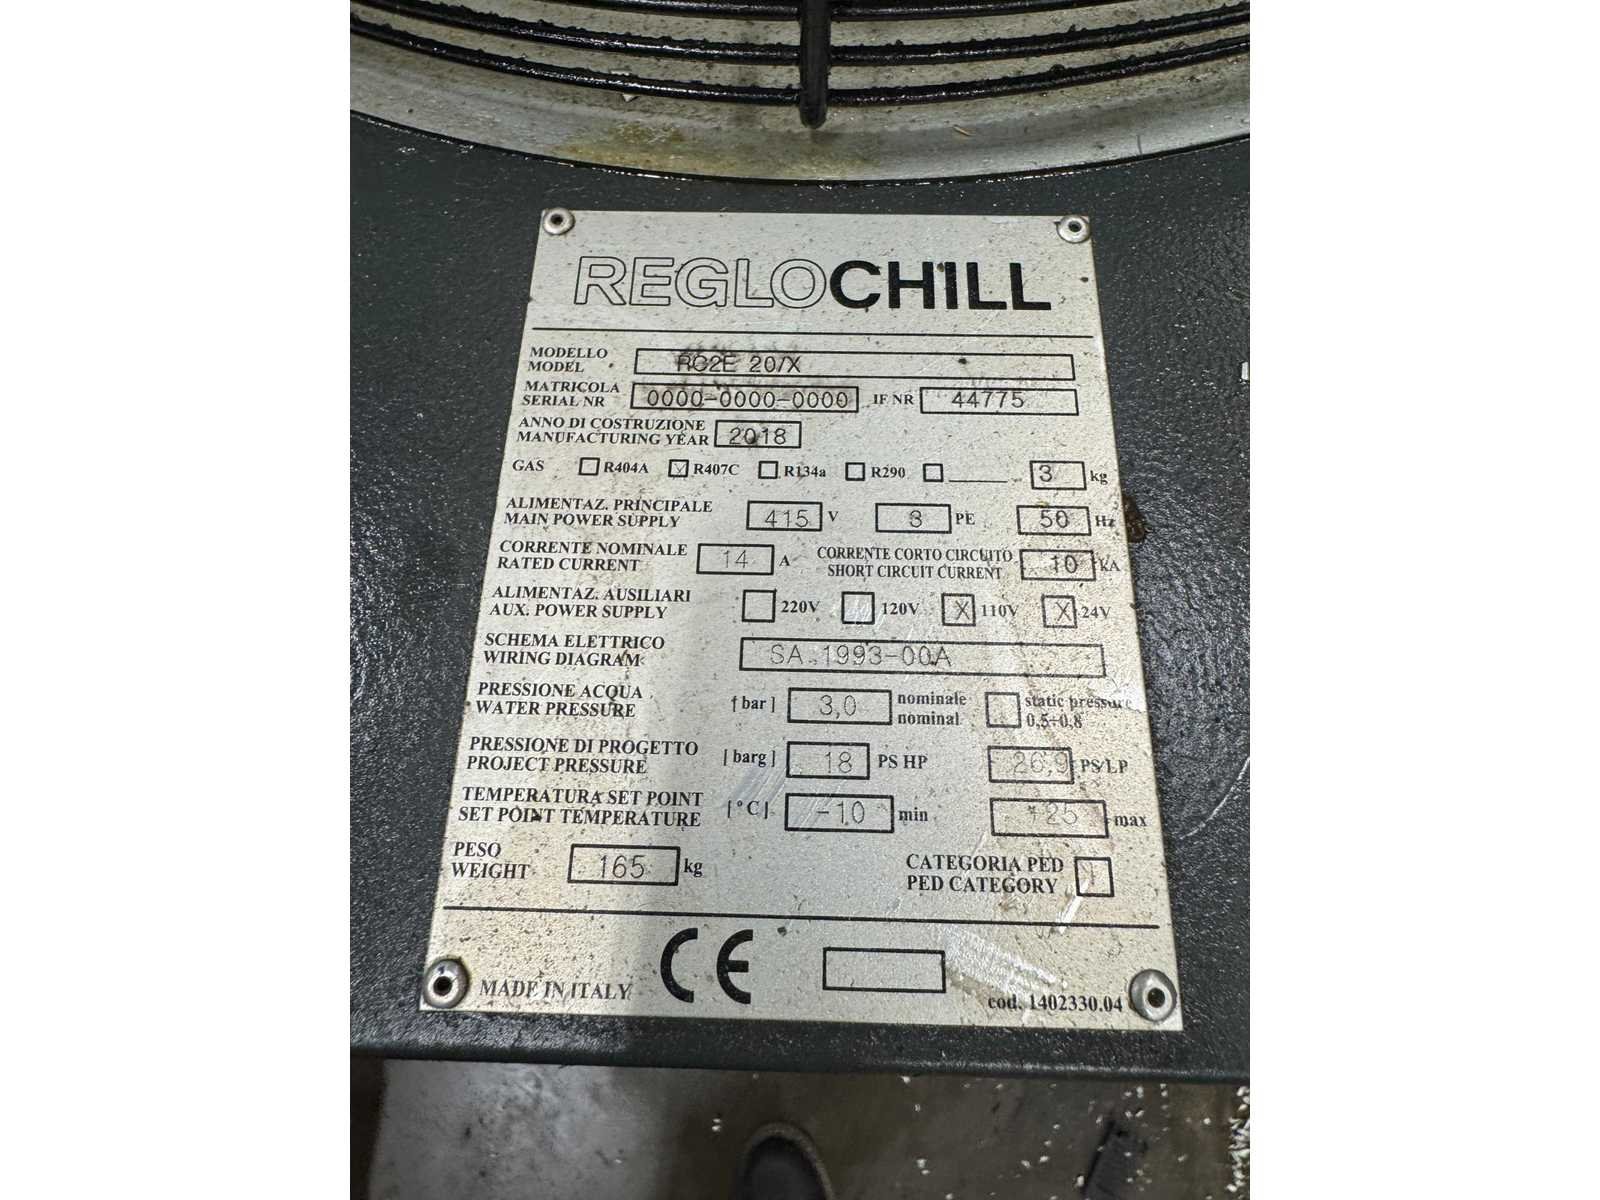 REGLOCHILL
MODELLO
MODEL RC2E 20/X
MATRICOLA
SERIAL NR 0000-0000-0000 IF NR 44775
ANNO DI COSTRUZIONE
MANUFACTURING YEAR 2018
GAS R404A R407C R134a R290 3 kg
ALIMENTAZ. PRINCIPALE
MAIN POWER SUPPLY 415 V 3 PE 50 Hz
CORRENTE NOMINALE CORRENTE CORTO CIRCUITO
RATED CURRENT 14 A SHORT CIRCUIT CURRENT 10 kA
ALIMENTAZ. AUSILIARI
AUX. POWER SUPPLY 220V 120V X 110V X 24V
SCHEMA ELETTRICO
WIRING DIAGRAM SA.1993-00A
PRESSIONE ACQUA [bar] 3,0 nominale static pressure
WATER PRESSURE nominal 0,5÷0,8
PRESSIONE DI PROGETTO
PROJECT PRESSURE [barg] 18 PS HP 26,9 PS/LP
TEMPERATURA SET POINT
SET POINT TEMPERATURE [°C] -10 min +25 max
PESO
WEIGHT 165 kg
CATEGORIA PED
PED CATEGORY
MADE IN ITALY CE cod. 1402330.04